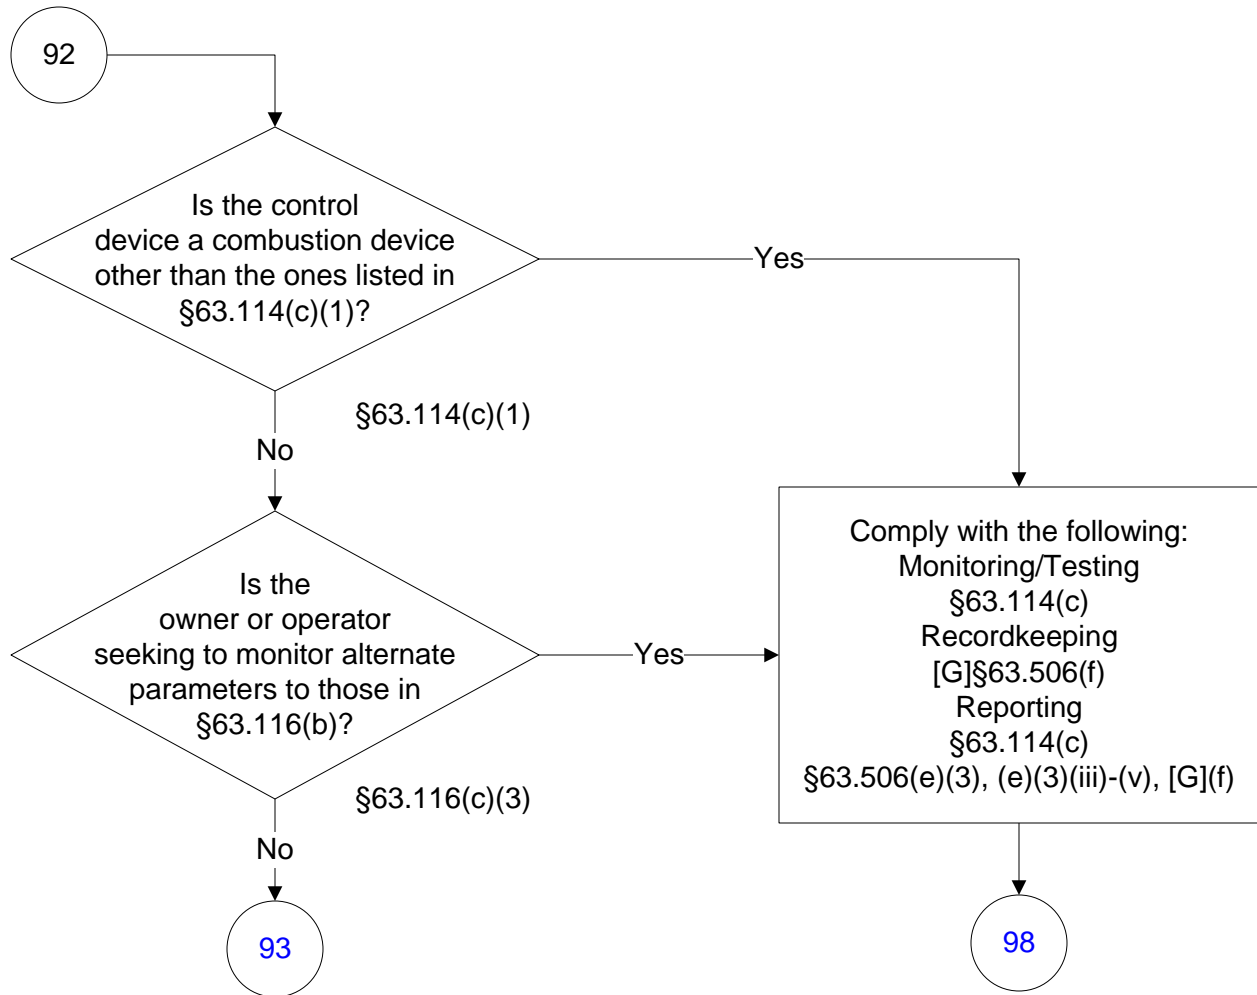 92
Is the control
device a combustion device
other than the ones listed in
§63.114(c)(1)?
Yes
§63.114(c)(1)
No
Is the
owner or operator
seeking to monitor alternate
parameters to those in
§63.116(b)?
Yes
§63.116(c)(3)
No
Comply with the following:
Monitoring/Testing
§63.114(c)
Recordkeeping
[G]§63.506(f)
Reporting
§63.114(c)
§63.506(e)(3), (e)(3)(iii)-(v), [G](f)
93
98